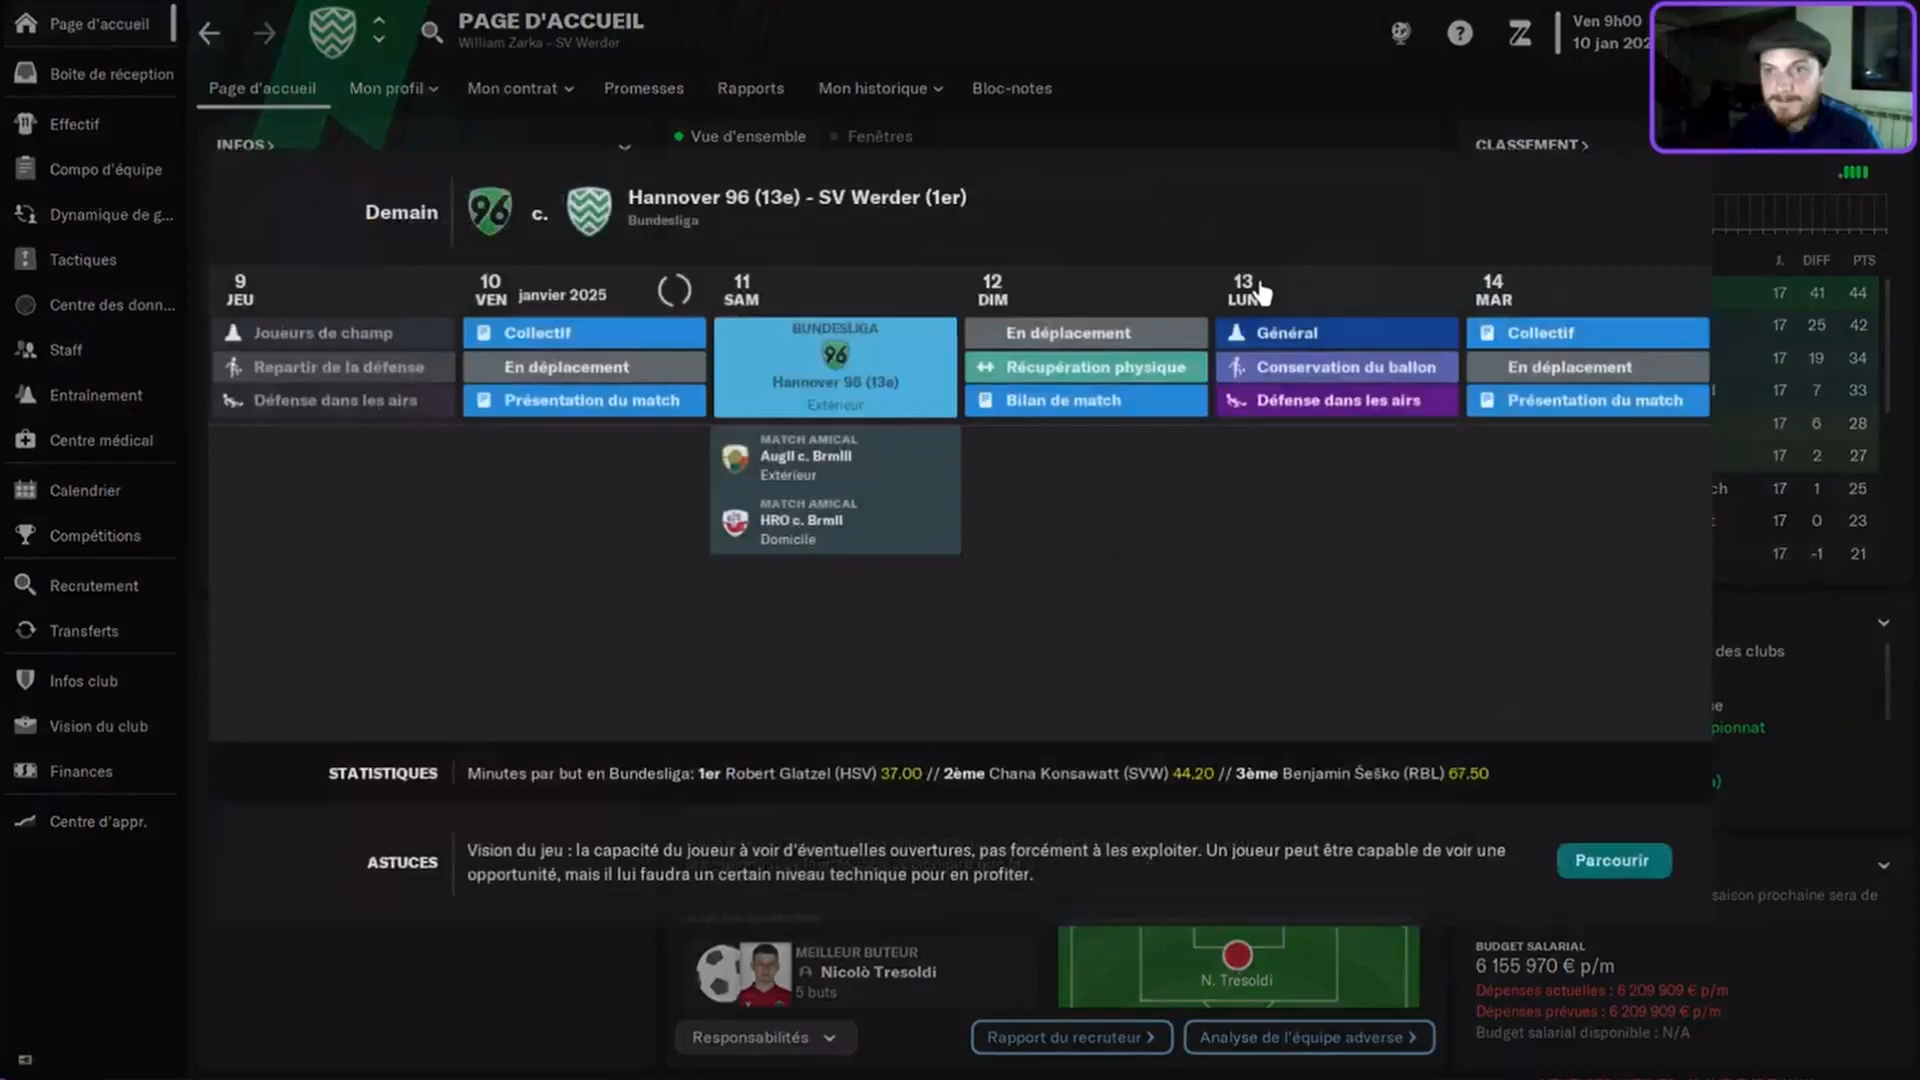 Page d'accueil
Boîte de réception
Effectif
Compo d'équipe
Dynamique de g...
Tactiques
Centre des donn...
Staff
Entraînement
Centre médical
Calendrier
Compétitions
Recrutement
Transferts
Infos club
Vision du club
Finances
Centre d'appr.
PAGE D'ACCUEIL
William Zarka - SV Werder
Ven 9h00
10 jan 202
Page d'accueil
Mon profil
Mon contrat
Promesses
Rapports
Mon historique
Bloc-notes
INFOS
Vue d'ensemble
Fenêtres
CLASSEMENT
Demain
96
c.
Hannover 96 (13e) - SV Werder (1er)
Bundesliga
9
JEU
Joueurs de champ
Repartir de la défense
Défense dans les airs
10
VEN
janvier 2025
Collectif
En déplacement
Présentation du match
11
SAM
BUNDESLIGA
96
Hannover 96 (13e)
Extérieur
MATCH AMICAL
AugII c. BrmIII
Extérieur
MATCH AMICAL
HRO c. BrmII
Domicile
12
DIM
En déplacement
Récupération physique
Bilan de match
13
LUN
Général
Conservation du ballon
Défense dans les airs
14
MAR
Collectif
En déplacement
Présentation du match
J. DIFF PTS
17 41 44
17 25 42
17 19 34
17 7 33
17 6 28
17 2 27
ch 17 1 25
17 0 23
17 -1 21
des clubs
ne
pionnat
STATISTIQUES
Minutes par but en Bundesliga: 1er Robert Glatzel (HSV) 37.00 // 2ème Chana Konsawatt (SVW) 44.20 // 3ème Benjamin Šeško (RBL) 67.50
ASTUCES
Vision du jeu : la capacité du joueur à voir d'éventuelles ouvertures, pas forcément à les exploiter. Un joueur peut être capable de voir une
opportunité, mais il lui faudra un certain niveau technique pour en profiter.
Parcourir
saison prochaine sera de
MEILLEUR BUTEUR
Nicolò Tresoldi
5 buts
N. Tresoldi
Responsabilités
Rapport du recruteur
Analyse de l'équipe adverse
BUDGET SALARIAL
6 155 970 € p/m
Dépenses actuelles : 6 209 909 € p/m
Dépenses prévues : 6 209 909 € p/m
Budget salarial disponible : N/A